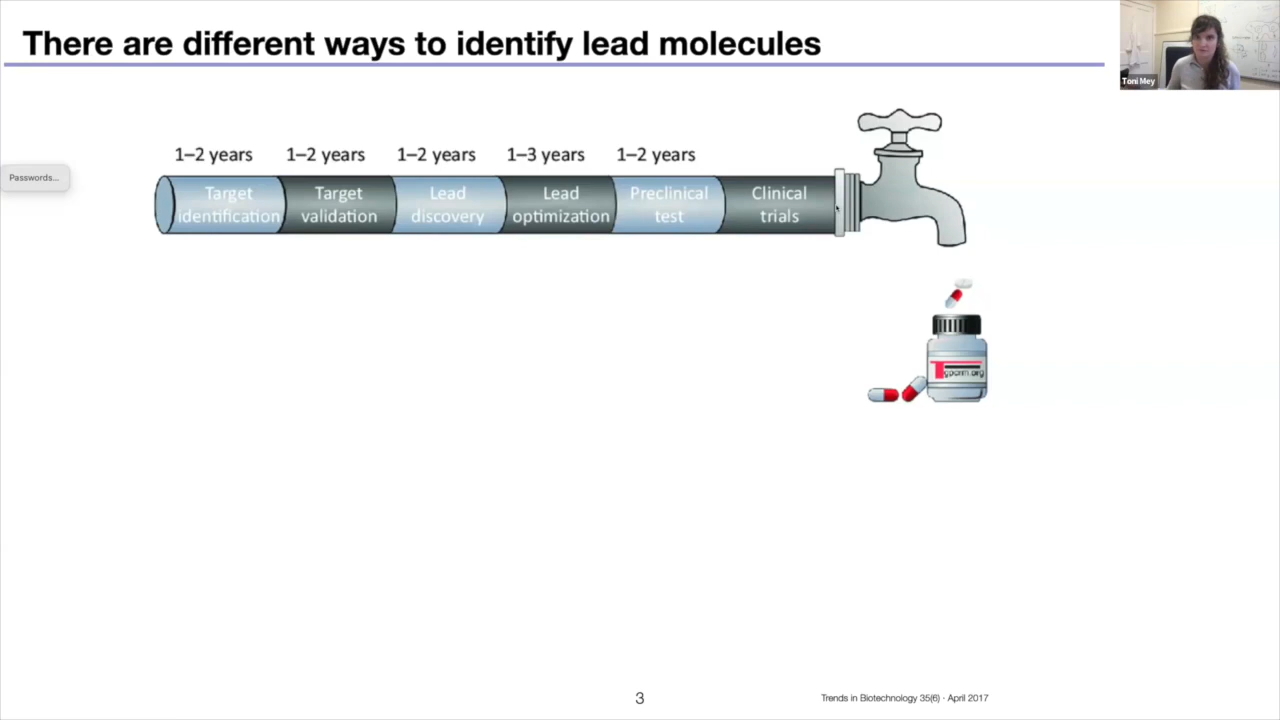 There are different ways to identify lead molecules
Toni Mey
Passwords...
1–2 years 1–2 years 1–2 years 1–3 years 1–2 years
Target identification
Target validation
Lead discovery
Lead optimization
Preclinical test
Clinical trials
gpcrm.org
3
Trends in Biotechnology 35(6) · April 2017